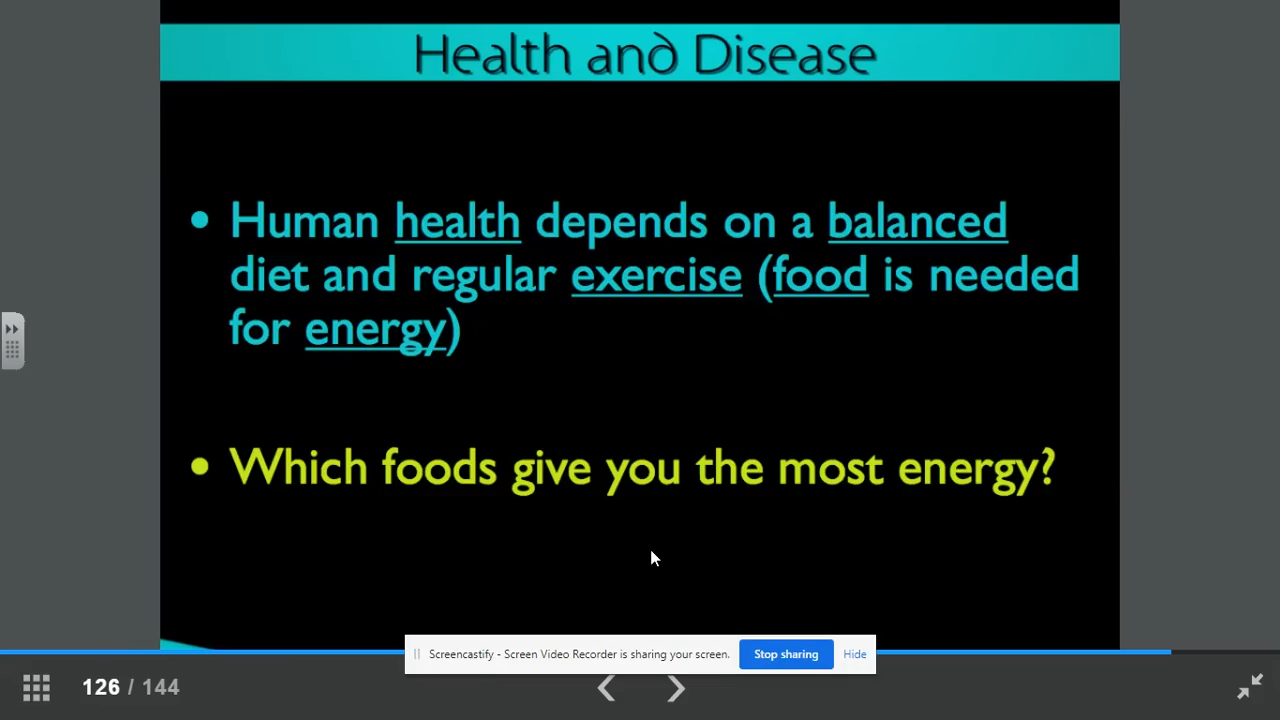 Health and Disease
• Human health depends on a balanced
diet and regular exercise (food is needed
for energy)
• Which foods give you the most energy?
Screencastify - Screen Video Recorder is sharing your screen. Stop sharing Hide
126 / 144